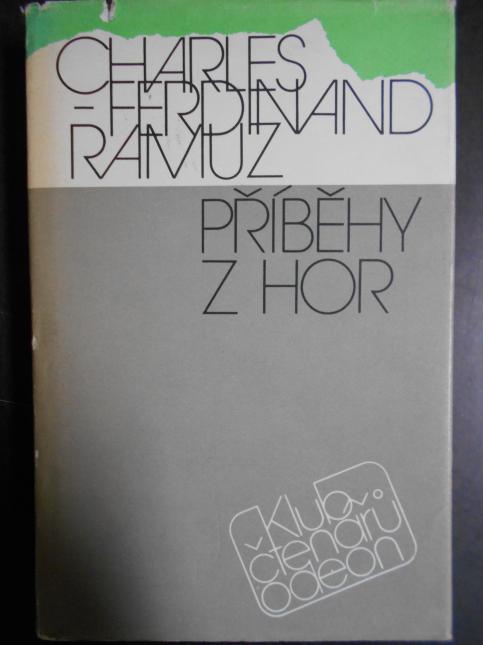 CHARLES
-FERDINAND
RAMUZ
PŘÍBĚHY
Z HOR
klub
čtenářů
odeon